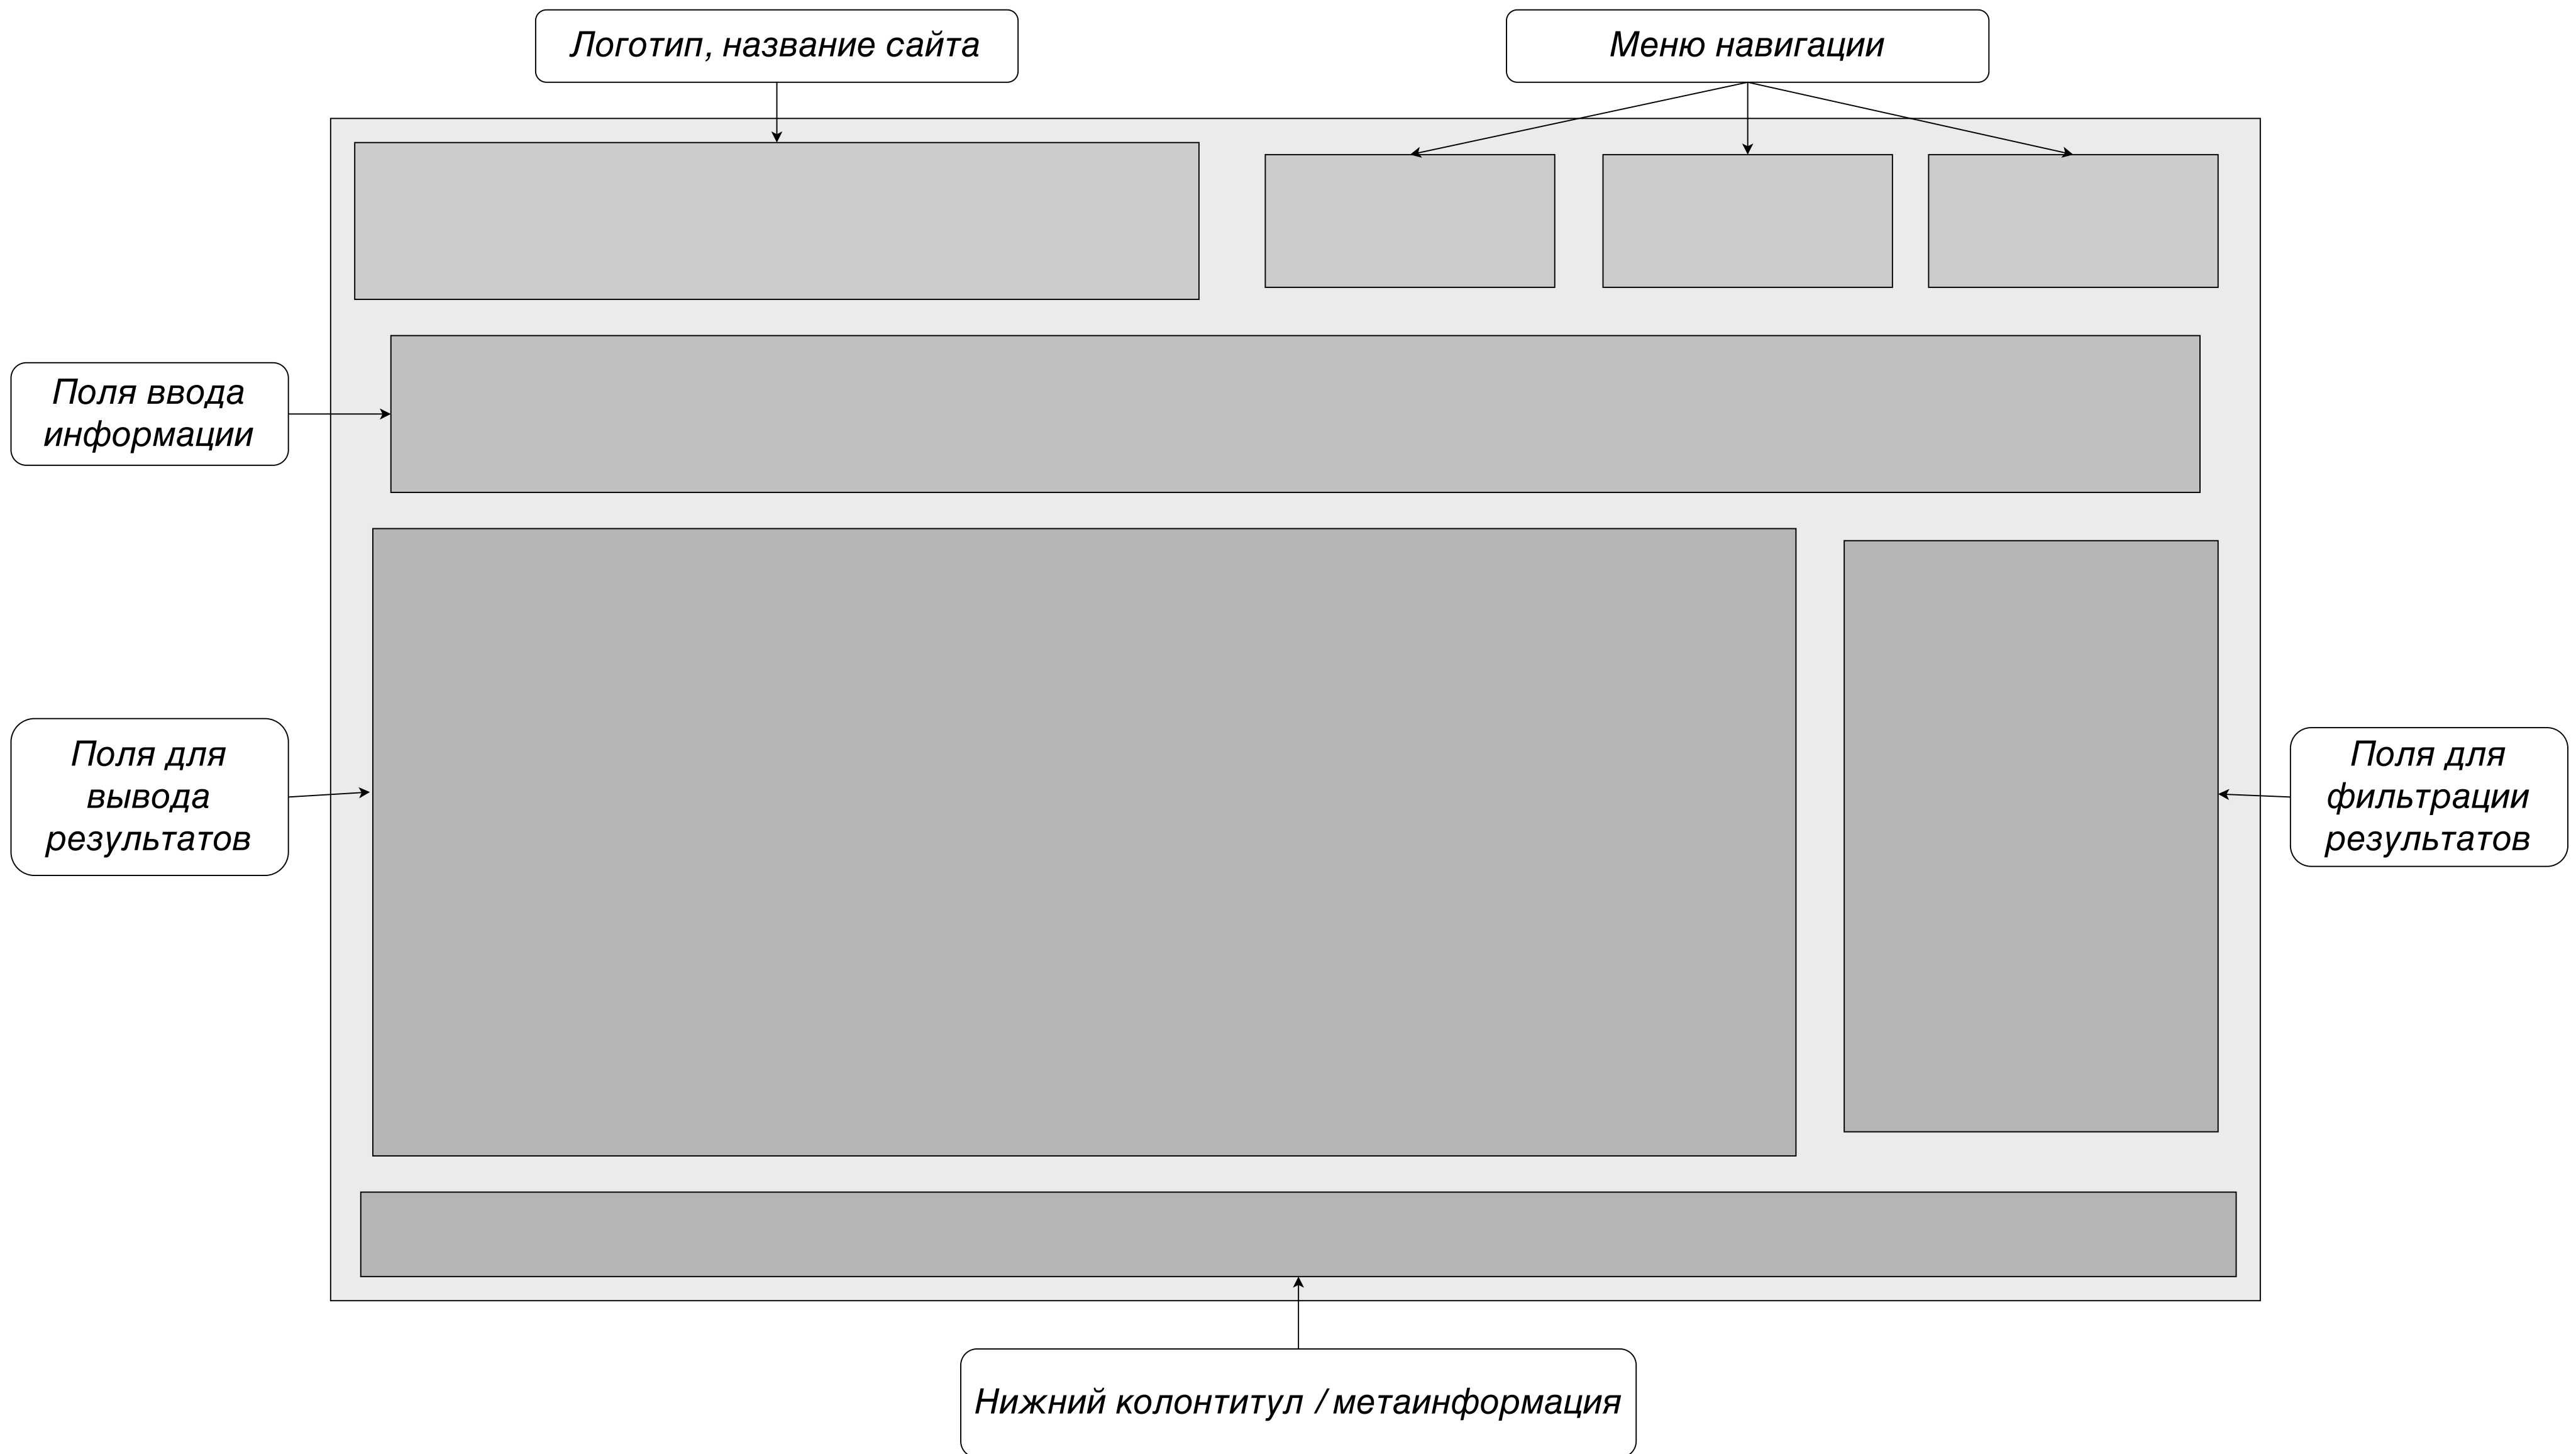 Логотип, название сайта
Меню навигации
Поля ввода
информации
Поля для
вывода
результатов
Поля для
фильтрации
результатов
Нижний колонтитул / метаинформация